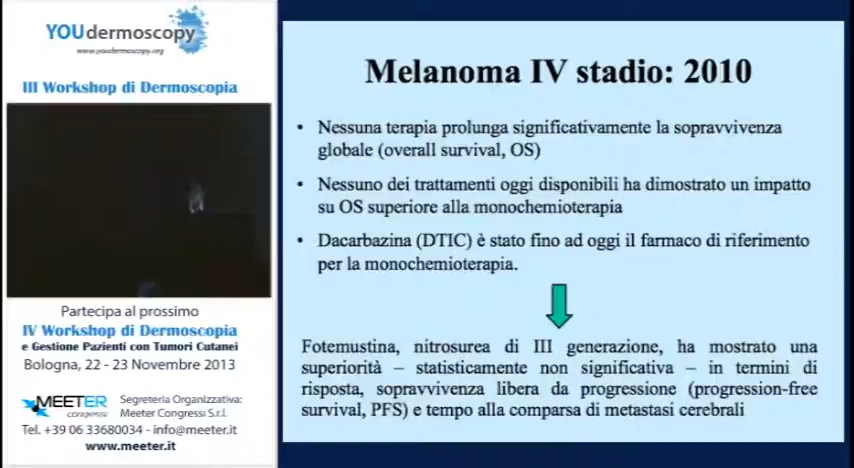 YOUdermoscopy
www.youdermoscopy.org
III Workshop di Dermoscopia
Partecipa al prossimo
IV Workshop di Dermoscopia
e Gestione Pazienti con Tumori Cutanei
Bologna, 22 - 23 Novembre 2013
MEETER
congressi
Segreteria Organizzativa:
Meeter Congressi S.r.l.
Tel. +39 06 33680034 - info@meeter.it
www.meeter.it
Melanoma IV stadio: 2010
• Nessuna terapia prolunga significativamente la sopravvivenza
globale (overall survival, OS)
• Nessuno dei trattamenti oggi disponibili ha dimostrato un impatto
su OS superiore alla monochemioterapia
• Dacarbazina (DTIC) è stato fino ad oggi il farmaco di riferimento
per la monochemioterapia.
Fotemustina, nitrosurea di III generazione, ha mostrato una
superiorità – statisticamente non significativa – in termini di
risposta, sopravvivenza libera da progressione (progression-free
survival, PFS) e tempo alla comparsa di metastasi cerebrali